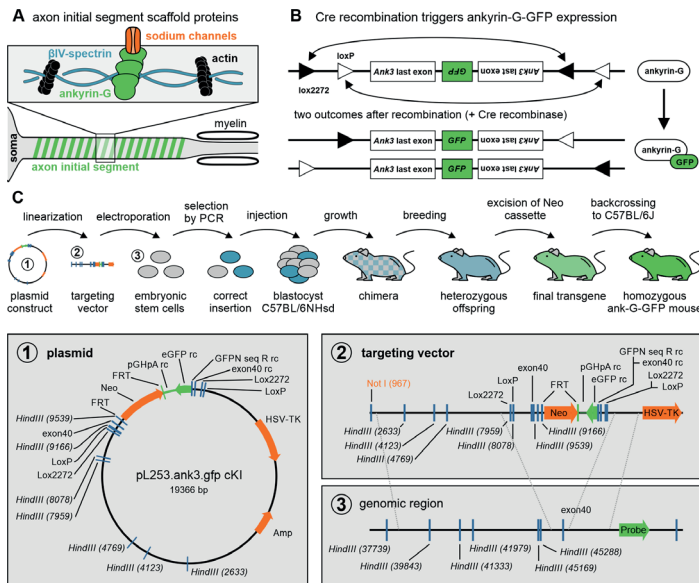 A axon initial segment scaffold proteins
sodium channels
βIV-spectrin
actin
ankyrin-G
soma
myelin
axon initial segment
B Cre recombination triggers ankyrin-G-GFP expression
loxP
lox2272
Ank3 last exon
GFP
Ank3 last exon
ankyrin-G
two outcomes after recombination (+ Cre recombinase)
Ank3 last exon
GFP
Ank3 last exon
ankyrin-G
GFP
Ank3 last exon
GFP
Ank3 last exon
C
linearization
electroporation
selection
by PCR
injection
growth
breeding
excision of Neo
cassette
backcrossing
to C57BL/6J
1
2
3
plasmid
construct
targeting
vector
embryonic
stem cells
correct
insertion
blastocyst
C57BL/6NHsd
chimera
heterozygous
offspring
final transgene
homozygous
ank-G-GFP mouse
1 plasmid
GFPN seq R rc
eGFP rc
exon40 rc
pGHpA rc
Lox2272
FRT
LoxP
Neo
HSV-TK
FRT
HindIII (9539)
exon40
HindIII (9166)
LoxP
Lox2272
HindIII (8078)
HindIII (7959)
pL253.ank3.gfp cKI
19366 bp
Amp
HindIII (4769)
HindIII (4123)
HindIII (2633)
2 targeting vector
GFPN seq R rc
pGHpA rc
exon40 rc
exon40
eGFP rc
LoxP
FRT
Lox2272
Not I (967)
Lox2272
LoxP
Neo
HSV-TK
HindIII (2633)
HindIII (7959)
HindIII (9166)
HindIII (4123)
HindIII (8078)
HindIII (9539)
HindIII (4769)
3 genomic region
exon40
Probe
HindIII (37739)
HindIII (41979)
HindIII (45288)
HindIII (39843)
HindIII (41333)
HindIII (45169)